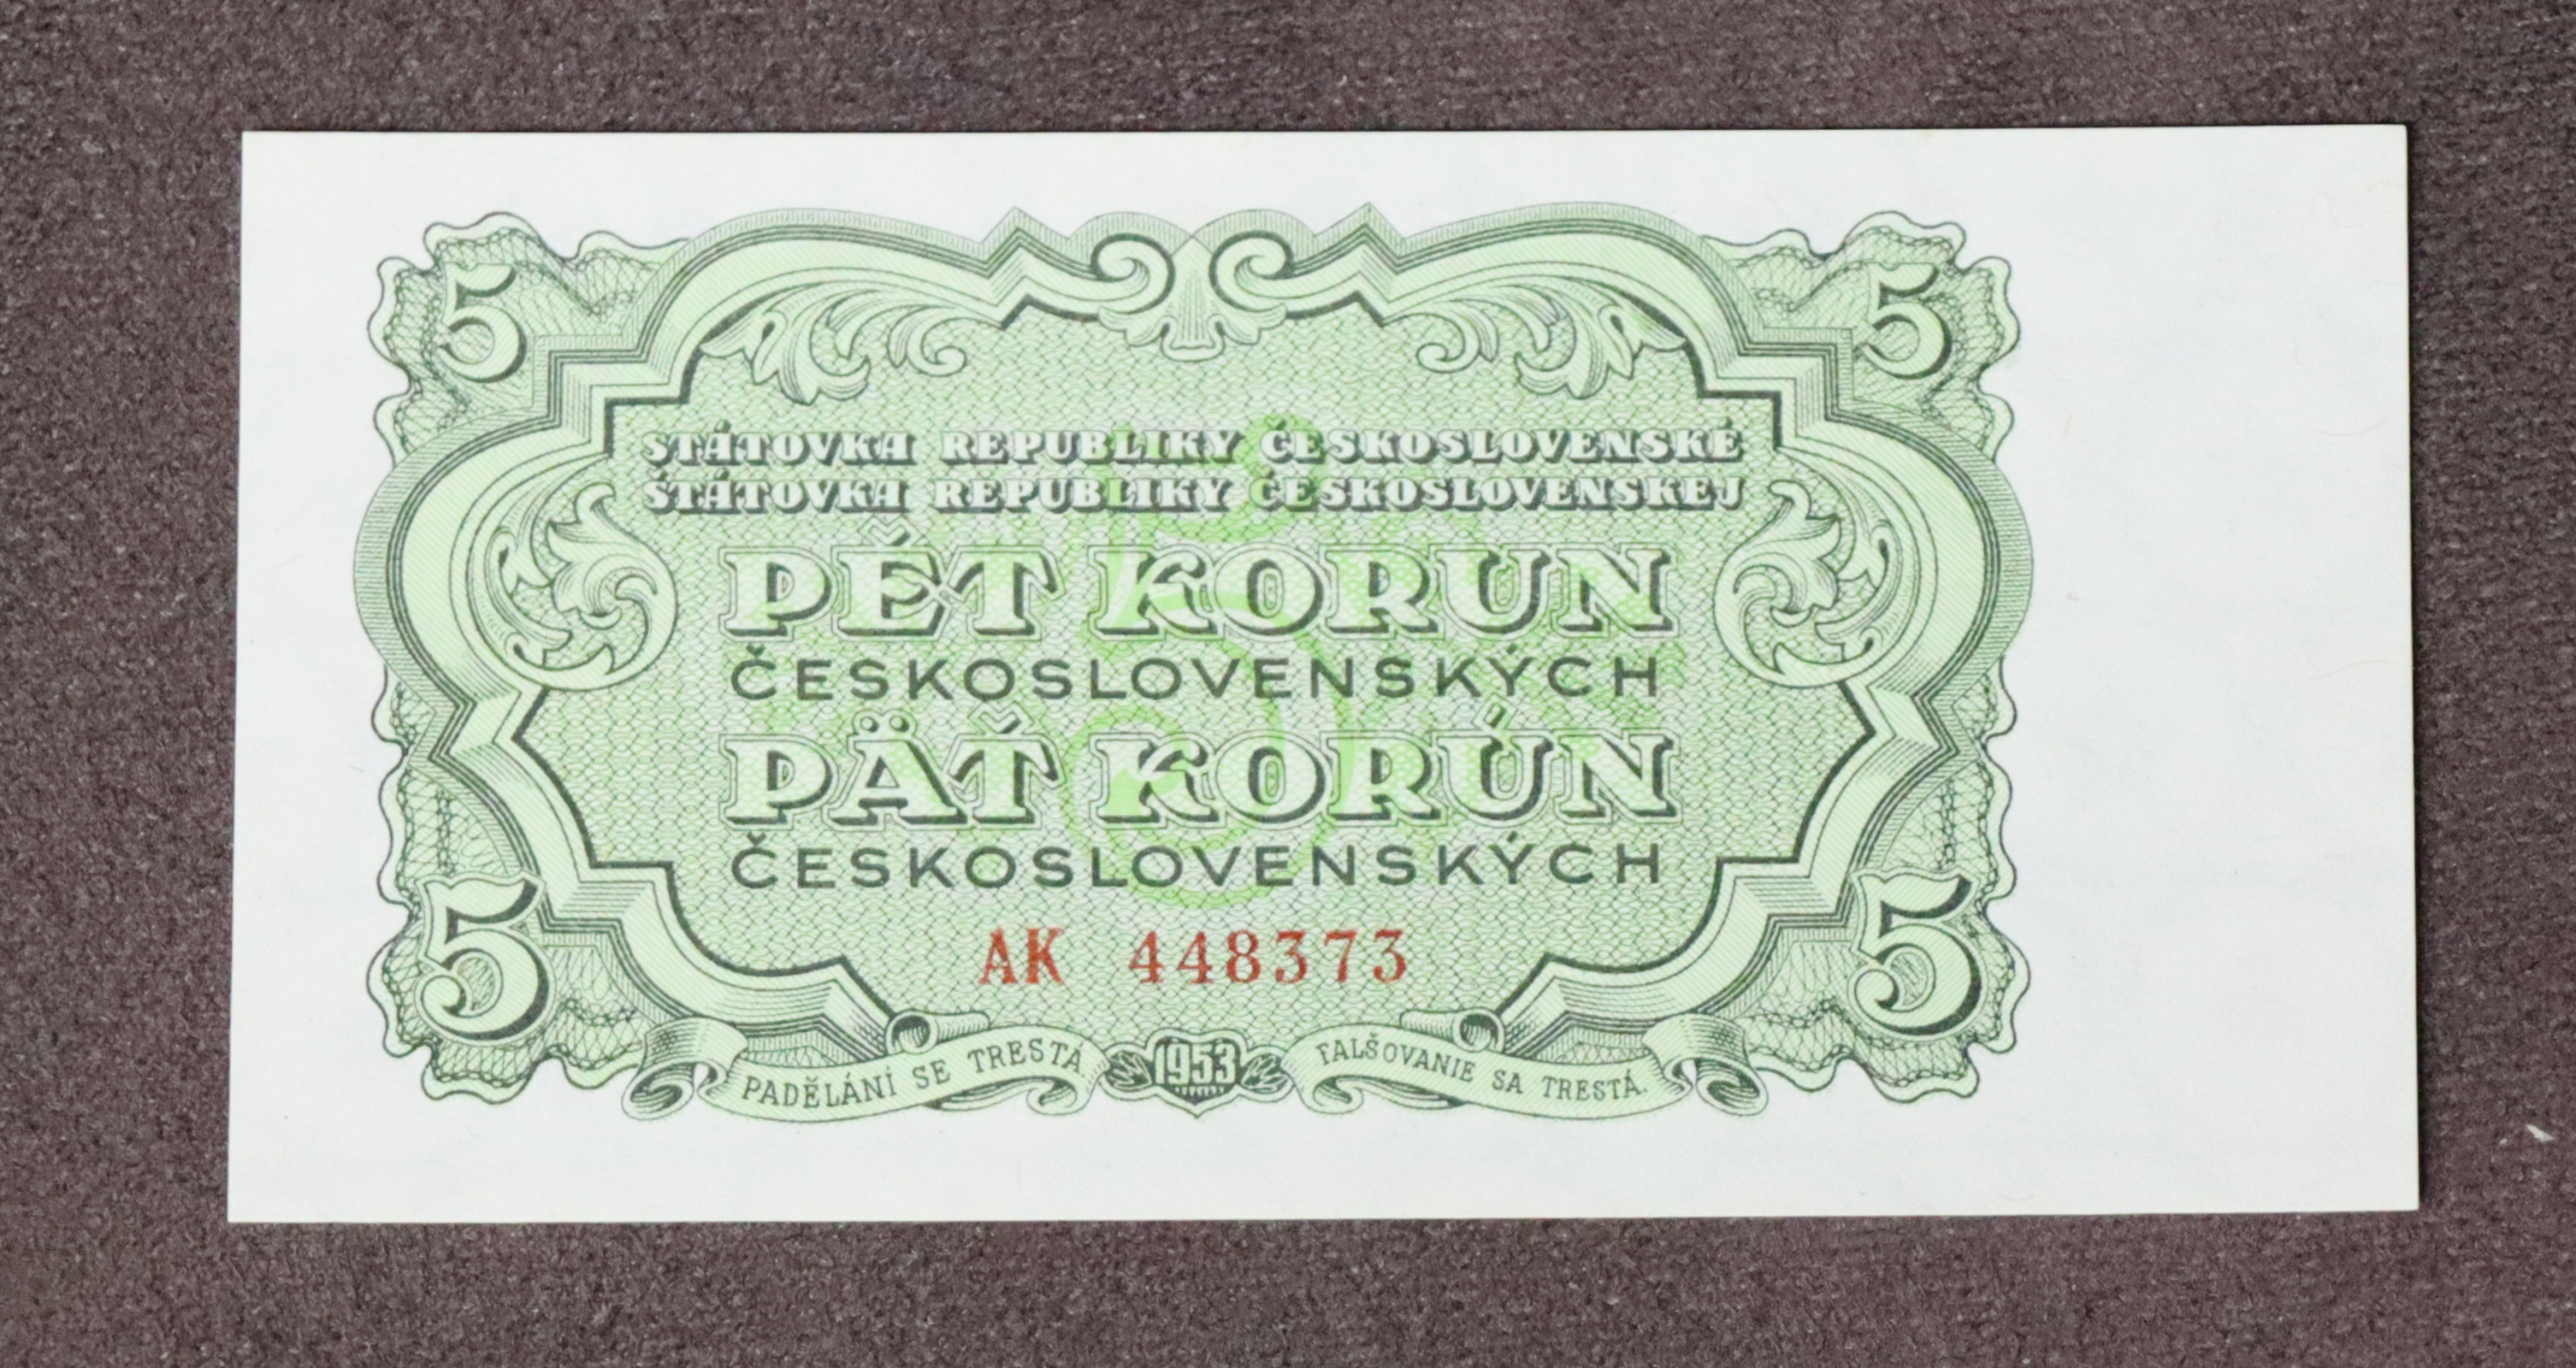 5 5
STÁTOVKA REPUBLIKY ČESKOSLOVENSKÉ
ŠTÁTOVKA REPUBLIKY ČESKOSLOVENSKEJ
PĚT KORUN
ČESKOSLOVENSKÝCH
PÄŤ KORÚN
ČESKOSLOVENSKÝCH
5 5
AK 448373
PADĚLÁNÍ SE TRESTÁ. 1953 FALŠOVANIE SA TRESTÁ.